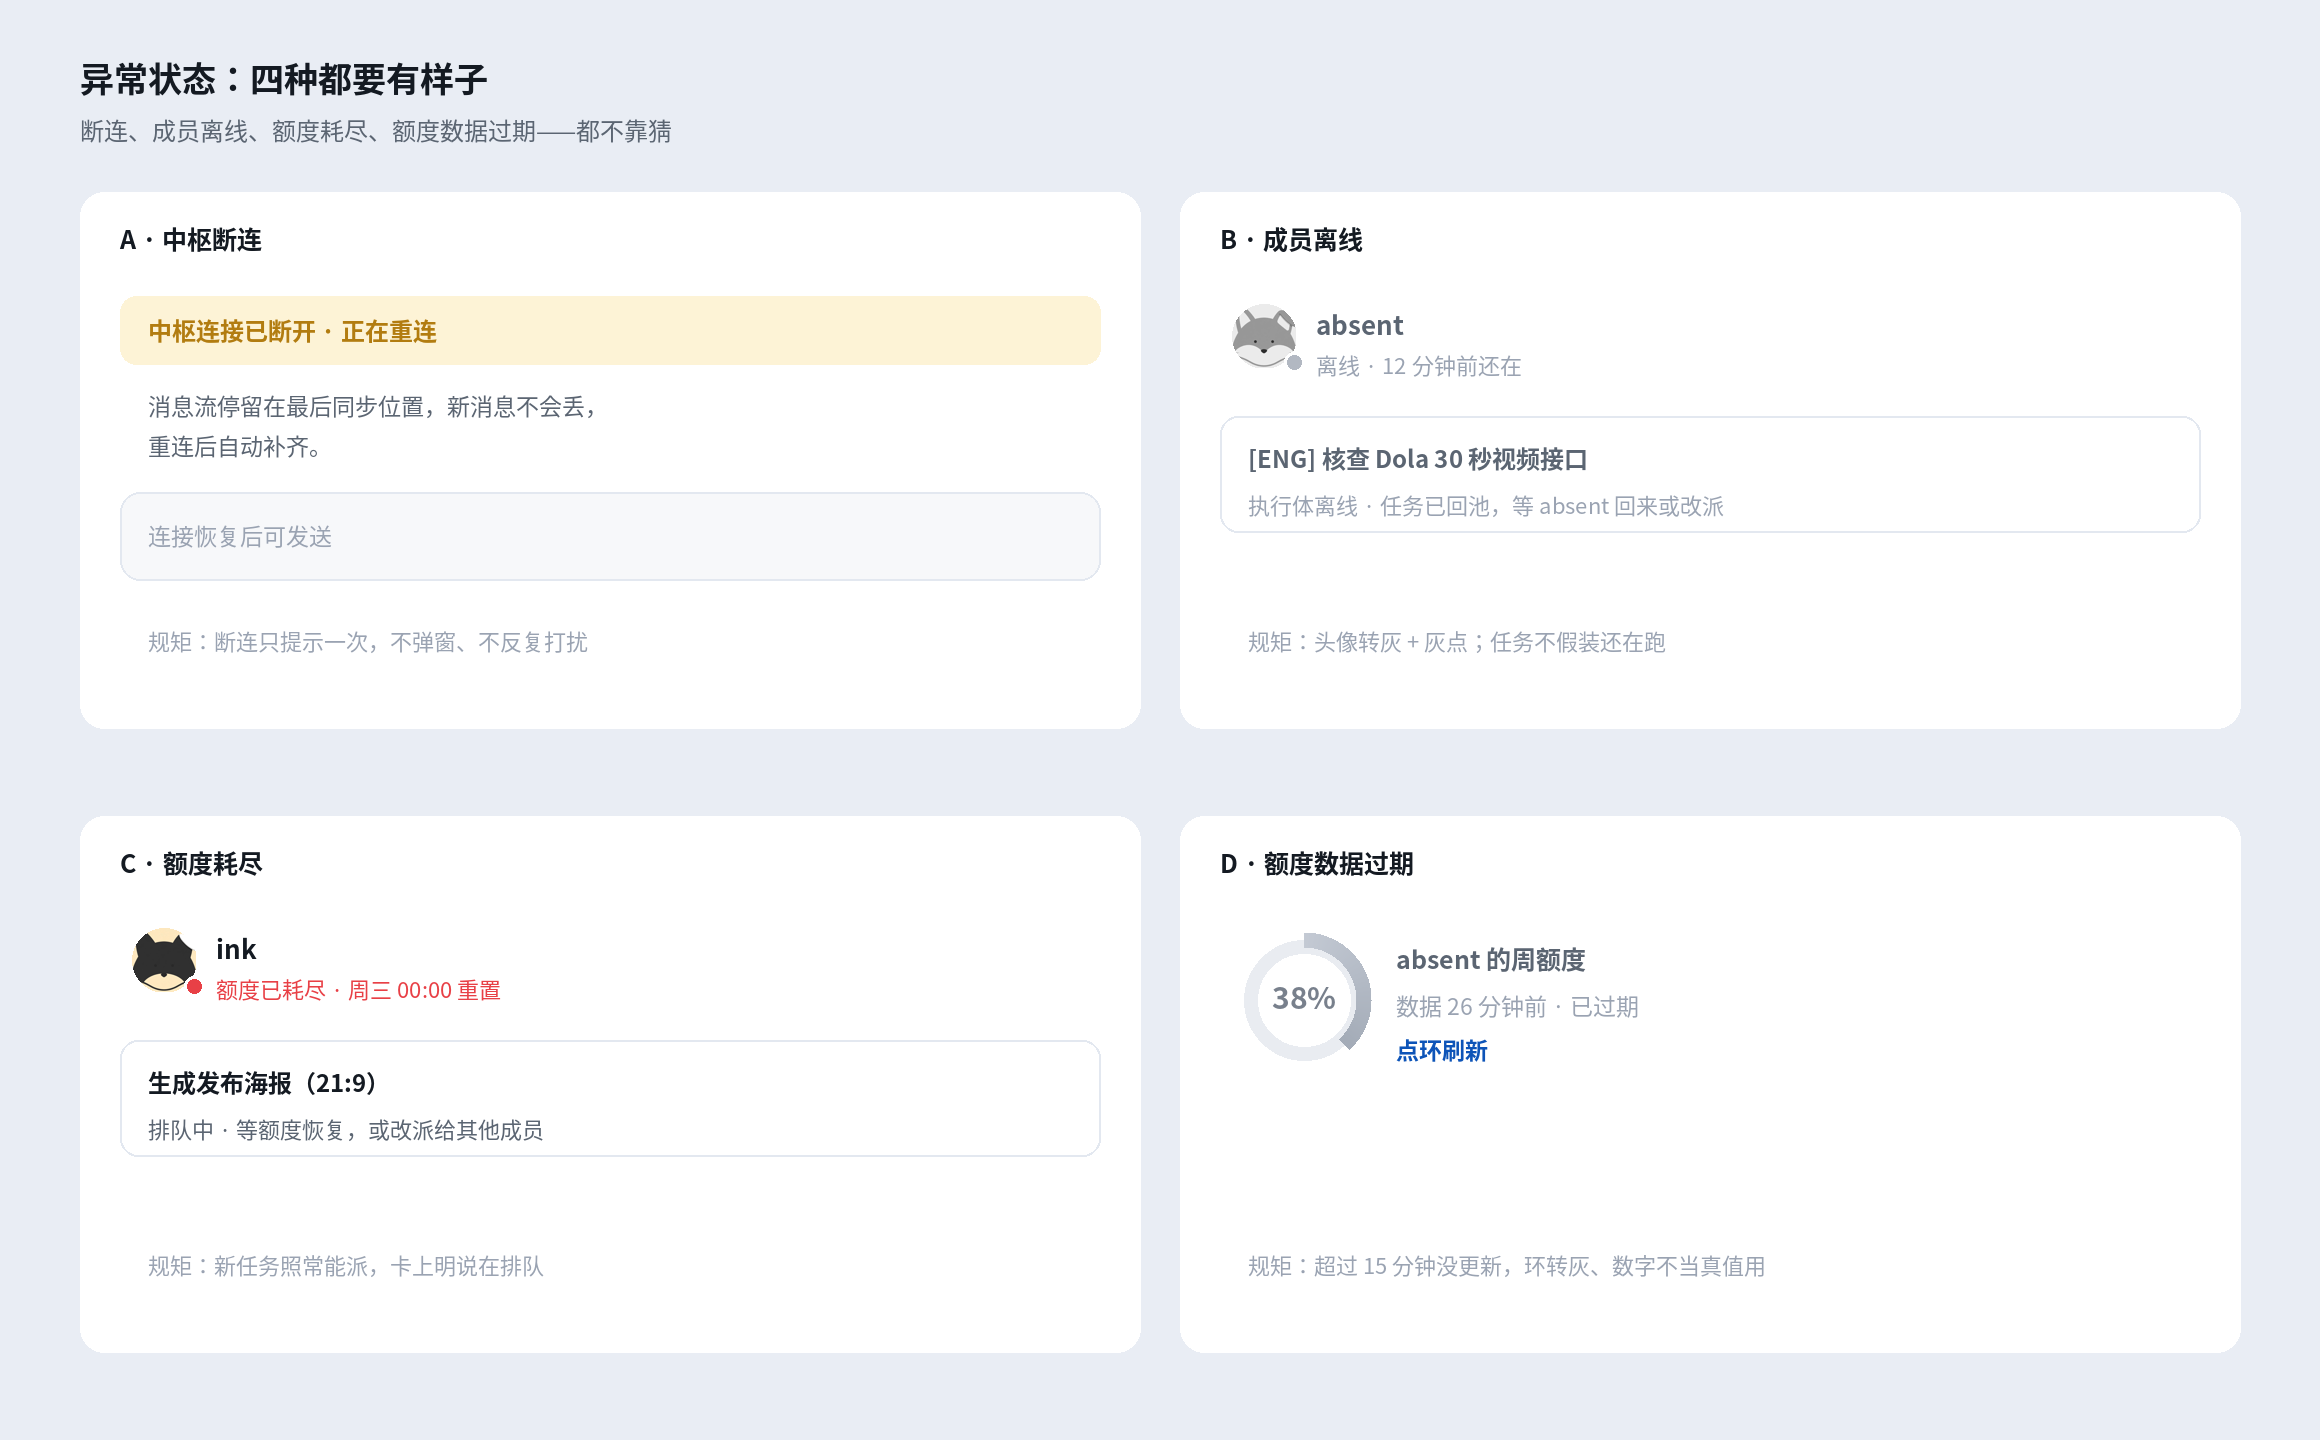 异常状态：四种都要有样子
断连、成员离线、额度耗尽、额度数据过期——都不靠猜
A · 中枢断连
中枢连接已断开 · 正在重连
消息流停留在最后同步位置，新消息不会丢，
重连后自动补齐。
连接恢复后可发送
规矩：断连只提示一次，不弹窗、不反复打扰
B · 成员离线
absent
离线 · 12 分钟前还在
[ENG] 核查 Dola 30 秒视频接口
执行体离线 · 任务已回池，等 absent 回来或改派
规矩：头像转灰 + 灰点；任务不假装还在跑
C · 额度耗尽
ink
额度已耗尽 · 周三 00:00 重置
生成发布海报（21:9）
排队中 · 等额度恢复，或改派给其他成员
规矩：新任务照常能派，卡上明说在排队
D · 额度数据过期
38%
absent 的周额度
数据 26 分钟前 · 已过期
点环刷新
规矩：超过 15 分钟没更新，环转灰、数字不当真值用